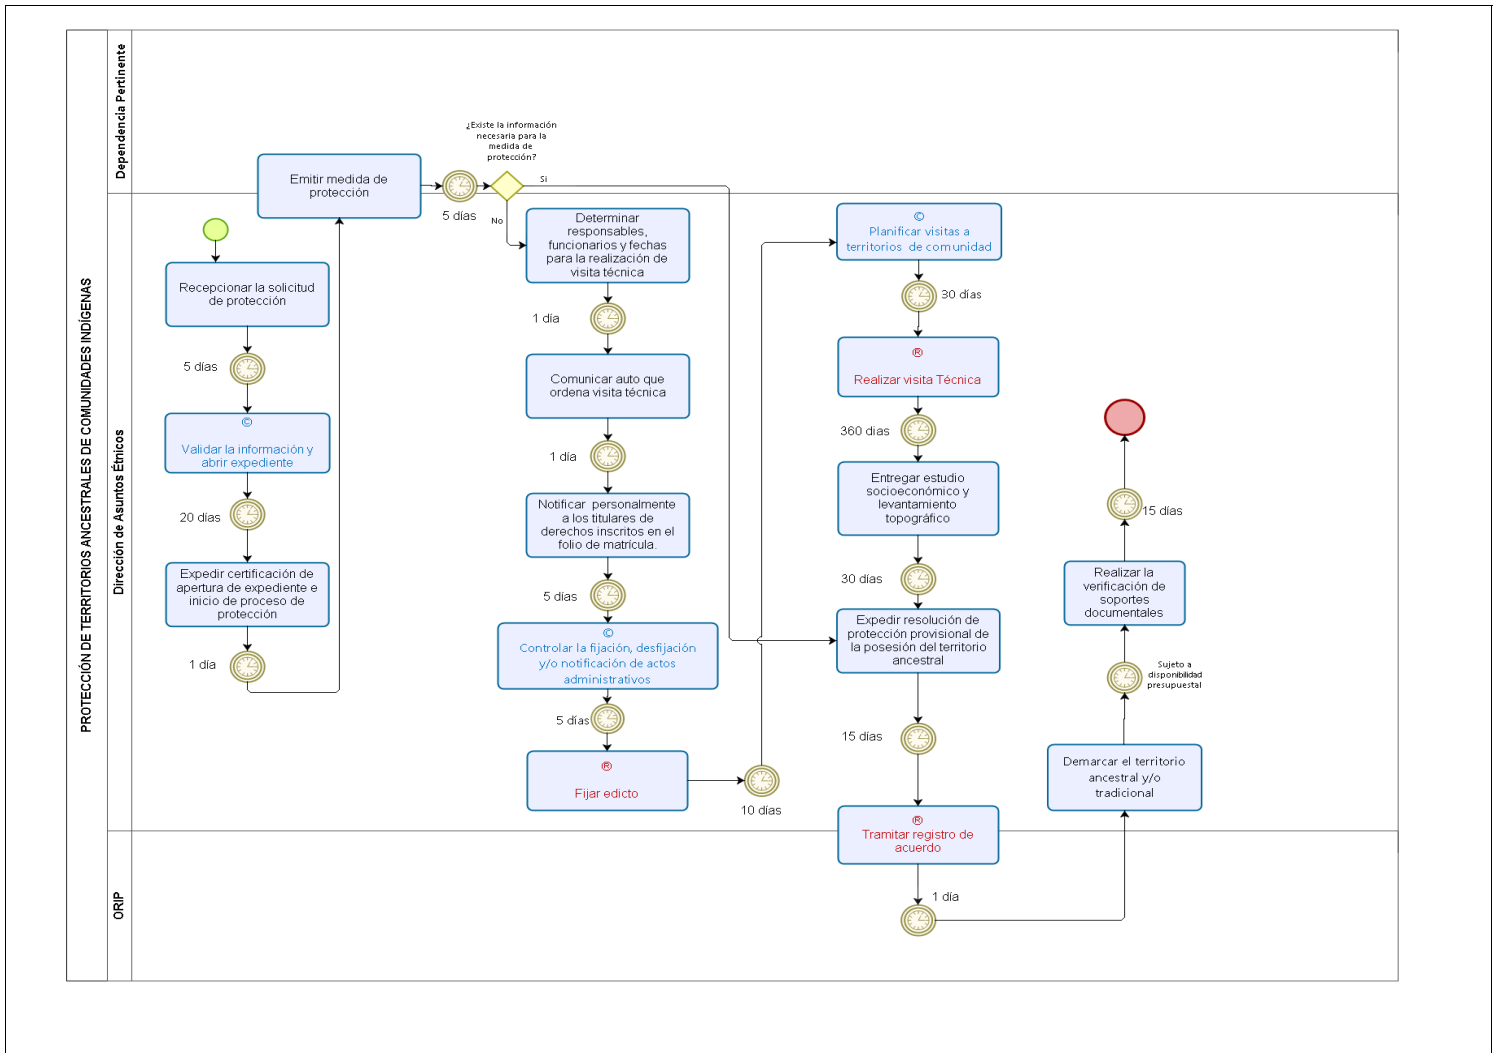 PROTECCIÓN DE TERRITORIOS ANCESTRALES DE COMUNIDADES INDÍGENAS
Dependencia Pertinente
Dirección de Asuntos Étnicos
ORIP
Recepcionar la solicitud
de protección
5 días
©
Validar la información y
abrir expediente
20 días
Expedir certificación de
apertura de expediente e
inicio de proceso de
protección
1 día
Emitir medida de
protección
5 días
¿Existe la información
necesaria para la
medida de
protección?
Si
No
Determinar
responsables,
funcionarios y fechas
para la realización de
visita técnica
1 día
Comunicar auto que
ordena visita técnica
1 día
Notificar personalmente
a los titulares de
derechos inscritos en el
folio de matrícula.
5 días
©
Controlar la fijación, desfijación
y/o notificación de actos
administrativos
5 días
®
Fijar edicto
10 días
©
Planificar visitas a
territorios de comunidad
30 días
®
Realizar visita Técnica
360 dias
Entregar estudio
socioeconómico y
levantamiento
topográfico
30 días
Expedir resolución de
protección provisional de
la posesión del territorio
ancestral
15 días
®
Tramitar registro de
acuerdo
1 día
Demarcar el territorio
ancestral y/o
tradicional
Sujeto a
disponibilidad
presupuestal
Realizar la
verificación de
soportes
documentales
15 días